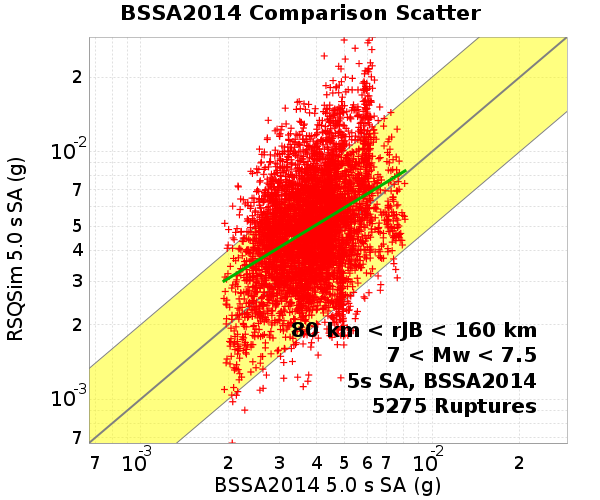 BSSA2014 Comparison Scatter
RSQSim 5.0 s SA (g)
2
10^-2
7
5
4
3
2
10^-3
7
80 km < rJB < 160 km
7 < Mw < 7.5
5s SA, BSSA2014
5275 Ruptures
7 10^-3 2 3 4 5 6 7 10^-2 2
BSSA2014 5.0 s SA (g)